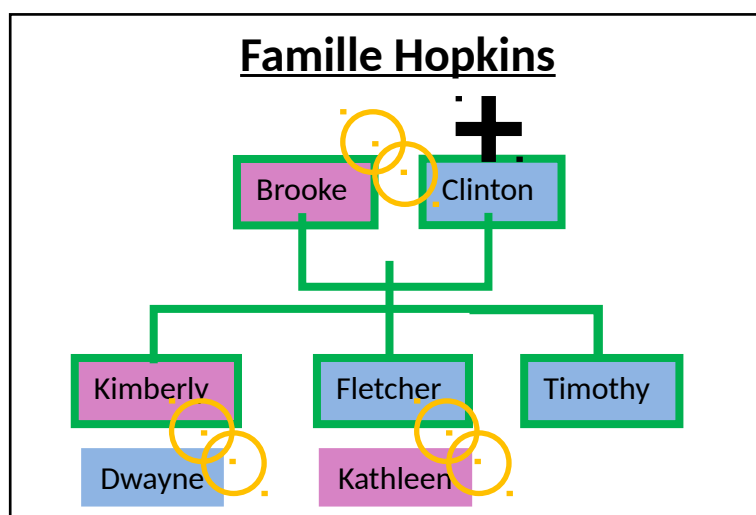 Famille Hopkins
Brooke
Clinton
Kimberly
Fletcher
Timothy
Dwayne
Kathleen